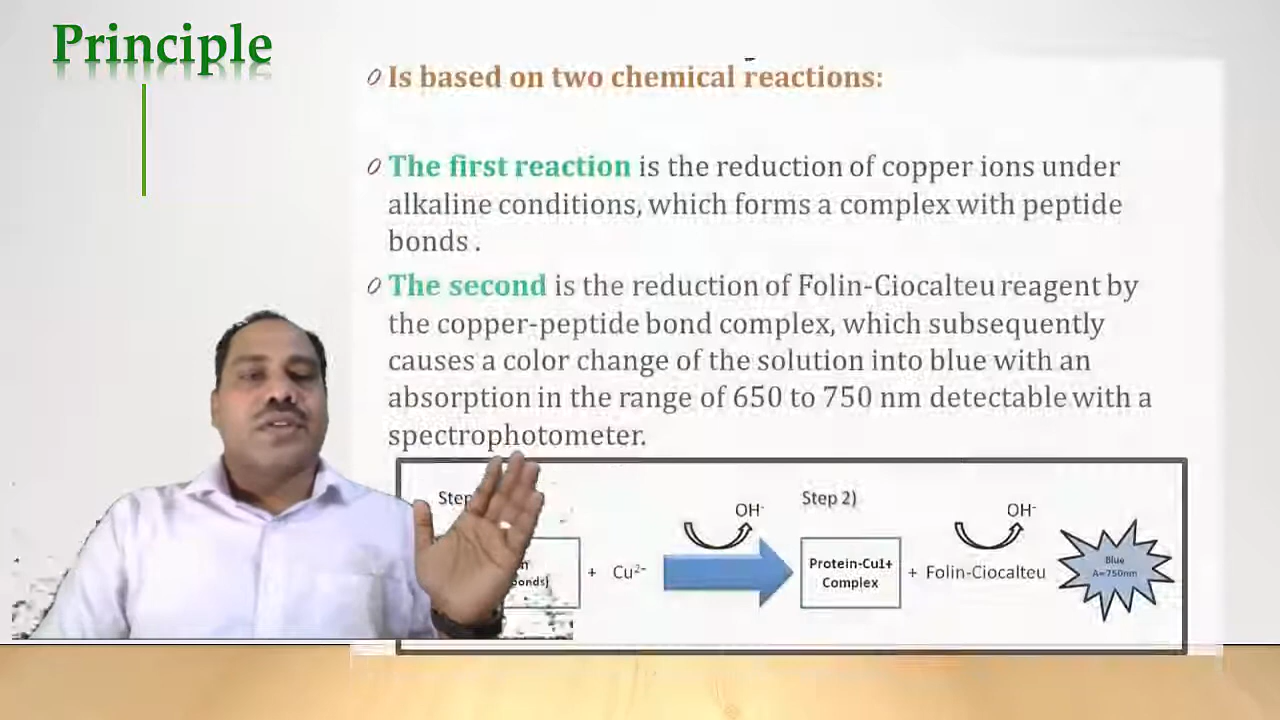 Principle
Is based on two chemical reactions:
The first reaction is the reduction of copper ions under
alkaline conditions, which forms a complex with peptide
bonds .
The second is the reduction of Folin-Ciocalteu reagent by
the copper-peptide bond complex, which subsequently
causes a color change of the solution into blue with an
absorption in the range of 650 to 750 nm detectable with a
spectrophotometer.
Step
OH⁻
+ Cu²⁻
Step 2)
OH⁻
Protein-Cu1+
Complex
+ Folin-Ciocalteu
Blue
A=750nm